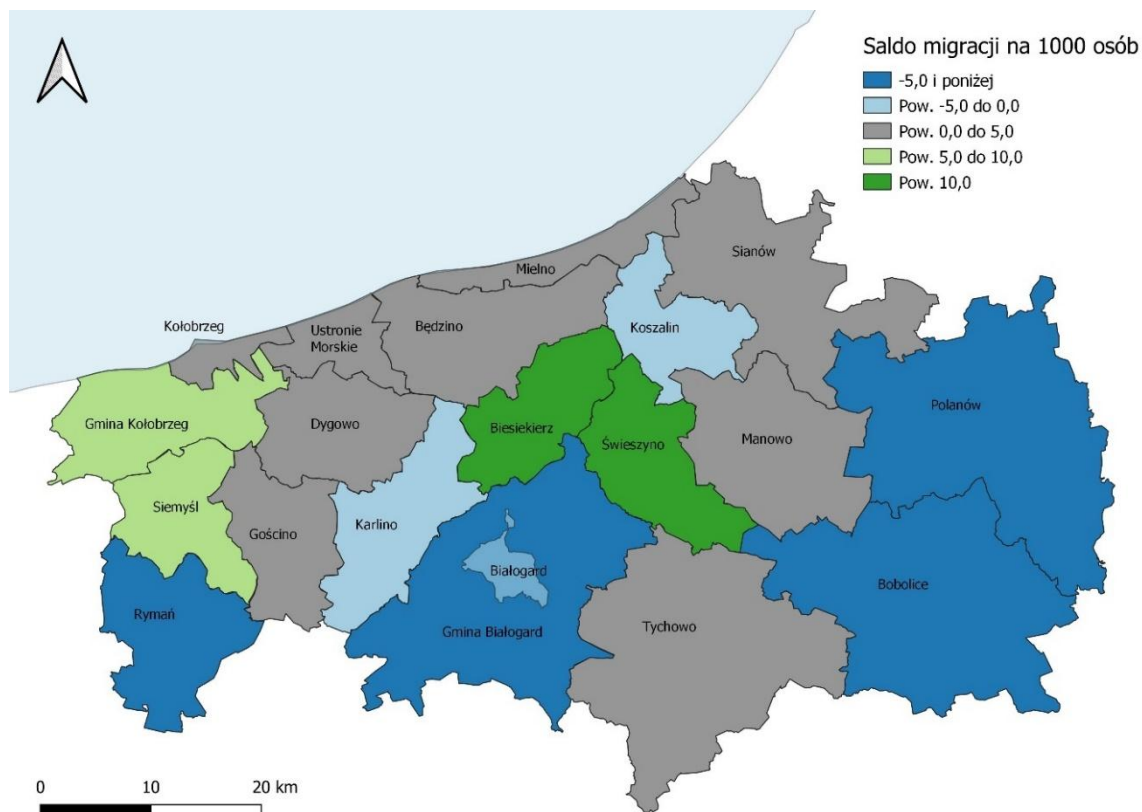 Saldo migracji na 1000 osób
-5,0 i poniżej
Pow. -5,0 do 0,0
Pow. 0,0 do 5,0
Pow. 5,0 do 10,0
Pow. 10,0
Sianów
Mielno
Kołobrzeg
Ustronie
Morskie
Będzino
Koszalin
Polanów
Gmina Kołobrzeg
Dygowo
Biesiekierz
Świeszyno
Manowo
Siemyśl
Gościno
Karlino
Białogard
Bobolice
Rymań
Gmina Białogard
Tychowo
0 10 20 km